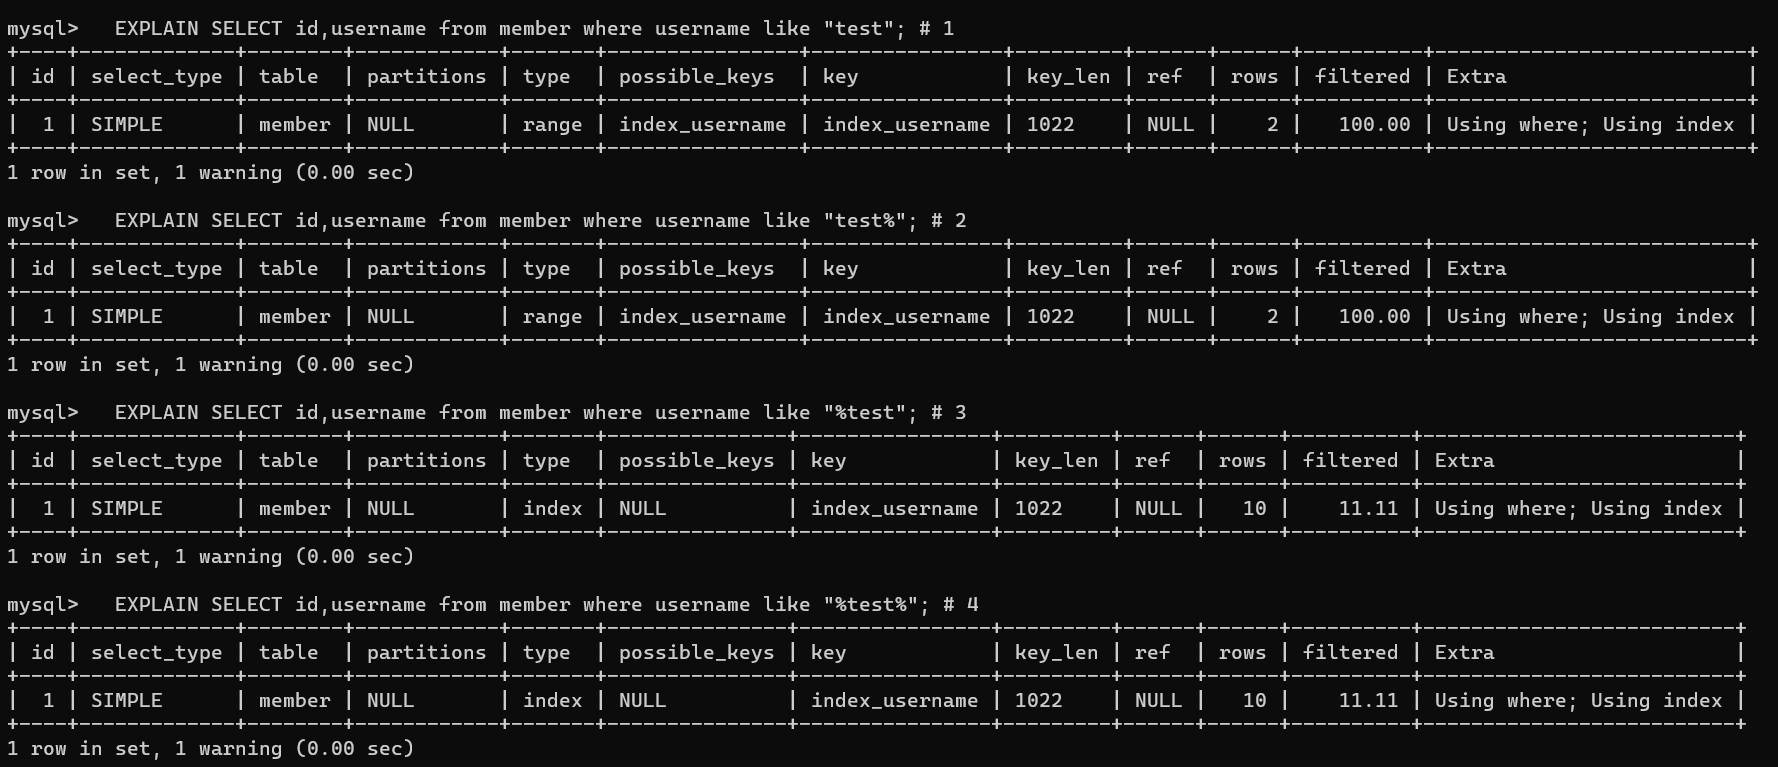 mysql>   EXPLAIN SELECT id,username from member where username like "test"; # 1
+----+-------------+--------+------------+-------+----------------+----------------+---------+------+------+----------+--------------------------+
| id | select_type | table  | partitions | type  | possible_keys  | key            | key_len | ref  | rows | filtered | Extra                    |
+----+-------------+--------+------------+-------+----------------+----------------+---------+------+------+----------+--------------------------+
|  1 | SIMPLE      | member | NULL       | range | index_username | index_username | 1022    | NULL |    2 |   100.00 | Using where; Using index |
+----+-------------+--------+------------+-------+----------------+----------------+---------+------+------+----------+--------------------------+
1 row in set, 1 warning (0.00 sec)

mysql>   EXPLAIN SELECT id,username from member where username like "test%"; # 2
+----+-------------+--------+------------+-------+----------------+----------------+---------+------+------+----------+--------------------------+
| id | select_type | table  | partitions | type  | possible_keys  | key            | key_len | ref  | rows | filtered | Extra                    |
+----+-------------+--------+------------+-------+----------------+----------------+---------+------+------+----------+--------------------------+
|  1 | SIMPLE      | member | NULL       | range | index_username | index_username | 1022    | NULL |    2 |   100.00 | Using where; Using index |
+----+-------------+--------+------------+-------+----------------+----------------+---------+------+------+----------+--------------------------+
1 row in set, 1 warning (0.00 sec)

mysql>   EXPLAIN SELECT id,username from member where username like "%test"; # 3
+----+-------------+--------+------------+-------+---------------+----------------+---------+------+------+----------+--------------------------+
| id | select_type | table  | partitions | type  | possible_keys | key            | key_len | ref  | rows | filtered | Extra                    |
+----+-------------+--------+------------+-------+---------------+----------------+---------+------+------+----------+--------------------------+
|  1 | SIMPLE      | member | NULL       | index | NULL          | index_username | 1022    | NULL |   10 |    11.11 | Using where; Using index |
+----+-------------+--------+------------+-------+---------------+----------------+---------+------+------+----------+--------------------------+
1 row in set, 1 warning (0.00 sec)

mysql>   EXPLAIN SELECT id,username from member where username like "%test%"; # 4
+----+-------------+--------+------------+-------+---------------+----------------+---------+------+------+----------+--------------------------+
| id | select_type | table  | partitions | type  | possible_keys | key            | key_len | ref  | rows | filtered | Extra                    |
+----+-------------+--------+------------+-------+---------------+----------------+---------+------+------+----------+--------------------------+
|  1 | SIMPLE      | member | NULL       | index | NULL          | index_username | 1022    | NULL |   10 |    11.11 | Using where; Using index |
+----+-------------+--------+------------+-------+---------------+----------------+---------+------+------+----------+--------------------------+
1 row in set, 1 warning (0.00 sec)